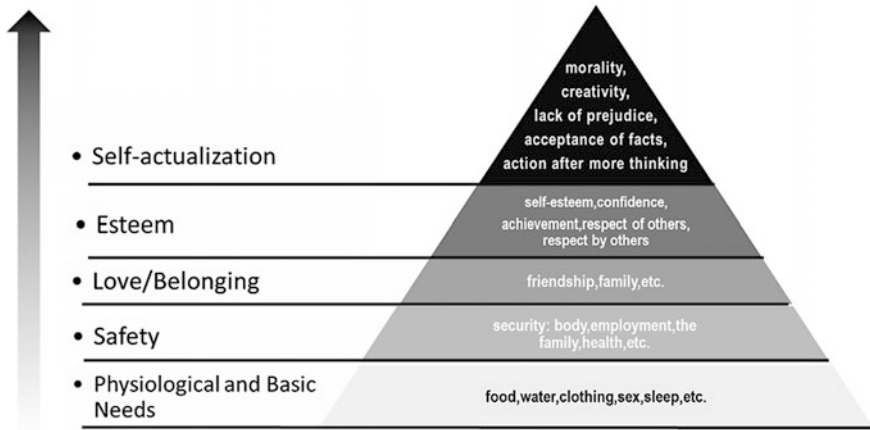 morality,
creativity,
lack of prejudice,
acceptance of facts,
action after more thinking
• Self-actualization
self-esteem,confidence,
achievement,respect of others,
respect by others
• Esteem
friendship,family,etc.
• Love/Belonging
security: body,employment,the
family,health,etc.
• Safety
• Physiological and Basic
Needs
food,water,clothing,sex,sleep,etc.